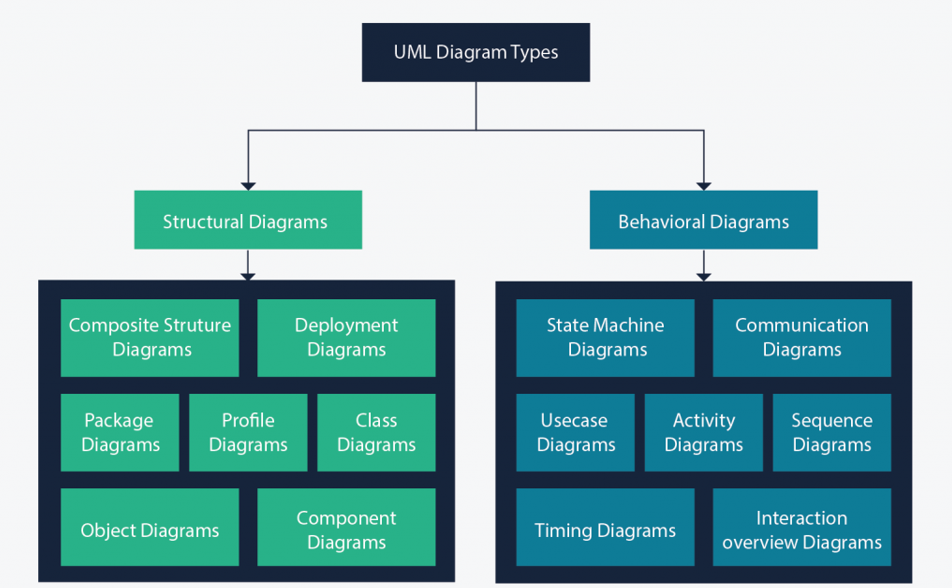 UML Diagram Types
Structural Diagrams
Behavioral Diagrams
Composite Struture
Diagrams
Deployment
Diagrams
Package
Diagrams
Profile
Diagrams
Class
Diagrams
Object Diagrams
Component
Diagrams
State Machine
Diagrams
Communication
Diagrams
Usecase
Diagrams
Activity
Diagrams
Sequence
Diagrams
Timing Diagrams
Interaction
overview Diagrams